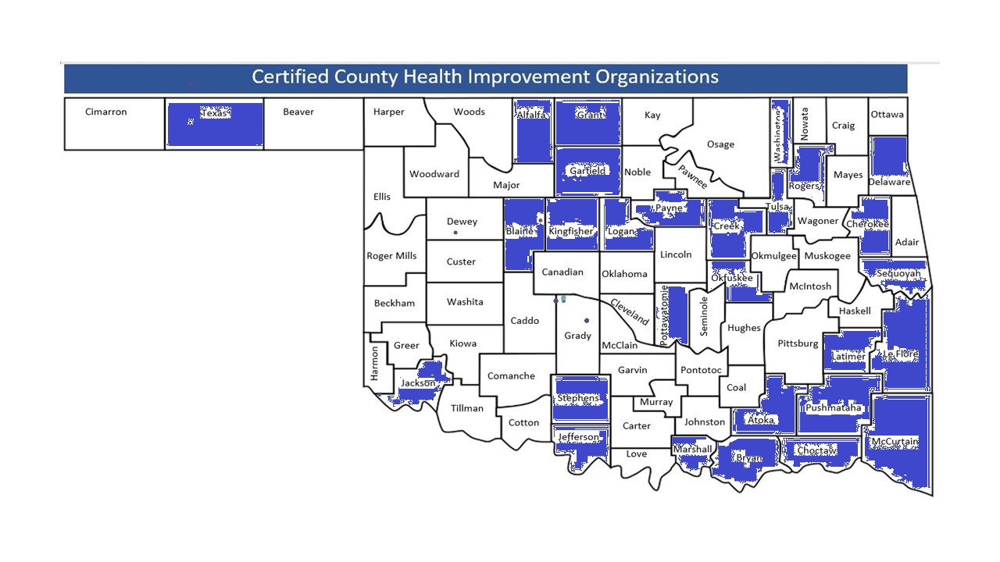 Certified County Health Improvement Organizations
Cimarron
Texas
Beaver
Harper
Woods
Alfalfa
Grant
Kay
Osage
Washington
Nowata
Craig
Ottawa
Ellis
Woodward
Major
Garfield
Noble
Pawnee
Rogers
Mayes
Delaware
Dewey
Blaine
Kingfisher
Logan
Payne
Creek
Tulsa
Wagoner
Cherokee
Adair
Roger Mills
Custer
Canadian
Oklahoma
Lincoln
Okmulgee
Muskogee
Sequoyah
Beckham
Washita
Caddo
Grady
Cleveland
McClain
Pottawatomie
Seminole
Okfuskee
Hughes
McIntosh
Haskell
Pittsburg
Latimer
Le Flore
Harmon
Greer
Kiowa
Jackson
Tillman
Comanche
Cotton
Stephens
Jefferson
Garvin
Murray
Carter
Love
Pontotoc
Johnston
Coal
Atoka
Pushmataha
Marshall
Bryan
Choctaw
McCurtain